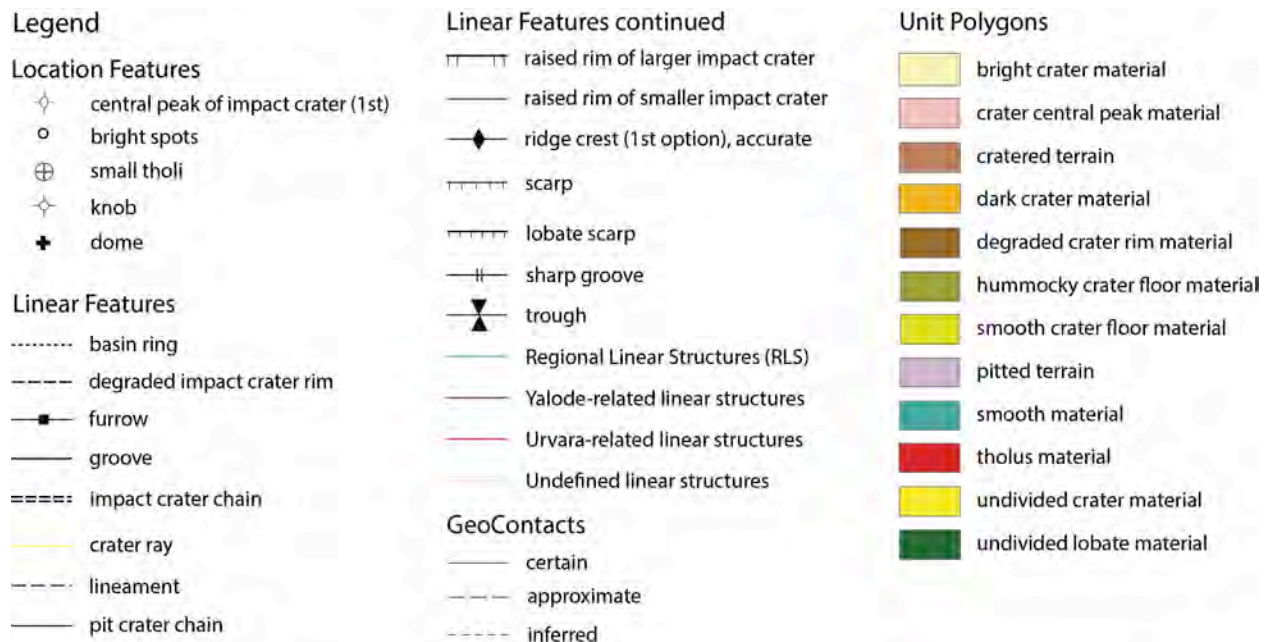 Legend
Location Features
central peak of impact crater (1st)
bright spots
small tholi
knob
dome
Linear Features
basin ring
degraded impact crater rim
furrow
groove
impact crater chain
crater ray
lineament
pit crater chain
Linear Features continued
raised rim of larger impact crater
raised rim of smaller impact crater
ridge crest (1st option), accurate
scarp
lobate scarp
sharp groove
trough
Regional Linear Structures (RLS)
Yalode-related linear structures
Urvara-related linear structures
Undefined linear structures
GeoContacts
certain
approximate
inferred
Unit Polygons
bright crater material
crater central peak material
cratered terrain
dark crater material
degraded crater rim material
hummocky crater floor material
smooth crater floor material
pitted terrain
smooth material
tholus material
undivided crater material
undivided lobate material